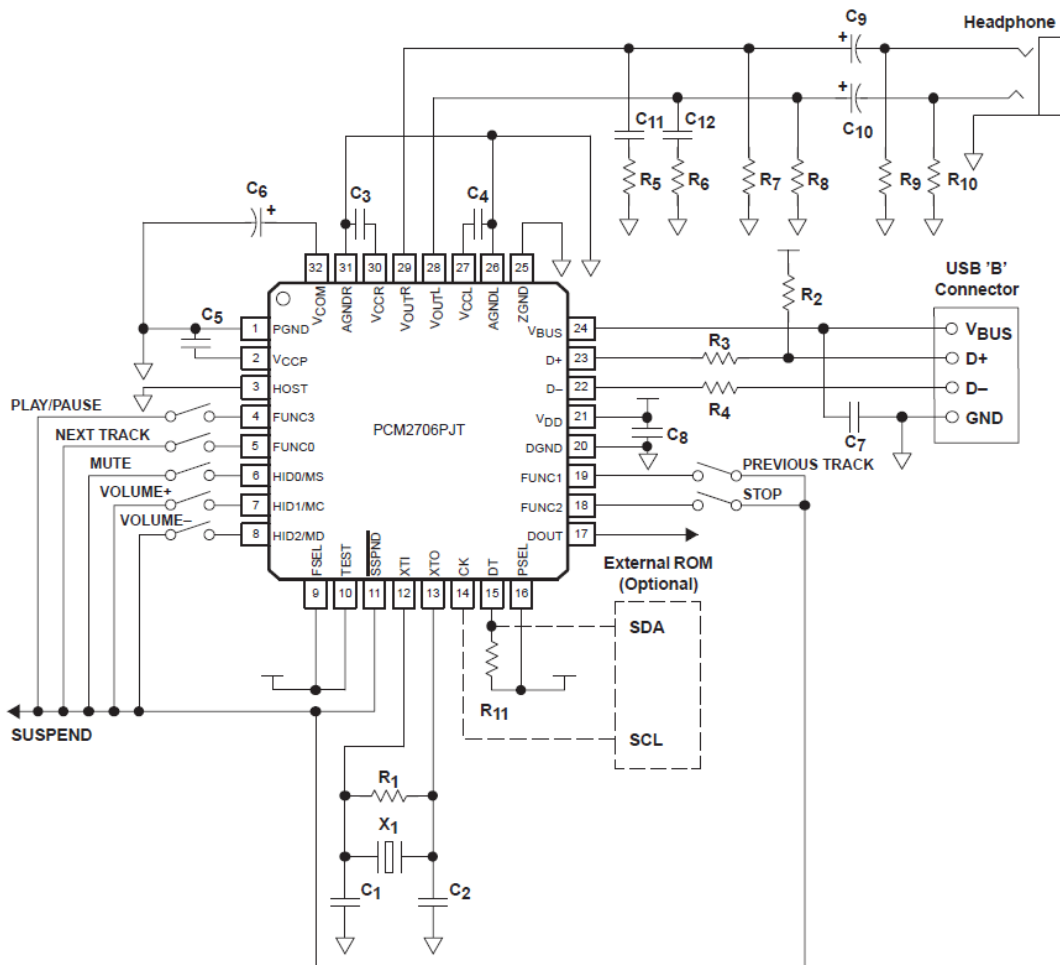 C9
Headphone
C10
C11
C12
R5
R6
R7
R8
R9
R10
C6
C3
C4
32
31
30
29
28
27
26
25
VCOM
AGNDR
VCCR
VOUTR
VOUTL
VCCL
AGNDL
ZGND
C5
1
PGND
2
VCCP
3
HOST
PLAY/PAUSE
4
FUNC3
NEXT TRACK
5
FUNC0
MUTE
6
HID0/MS
VOLUME+
7
HID1/MC
VOLUME–
8
HID2/MD
PCM2706PJT
VBUS
24
D+
23
D–
22
VDD
21
DGND
20
FUNC1
19
FUNC2
18
DOUT
17
R2
R3
R4
C8
C7
USB 'B'
Connector
VBUS
D+
D–
GND
PREVIOUS TRACK
STOP
FSEL
TEST
SSPND
XTI
XTO
CK
DT
PSEL
9
10
11
12
13
14
15
16
External ROM
(Optional)
SDA
SCL
R11
SUSPEND
R1
X1
C1
C2